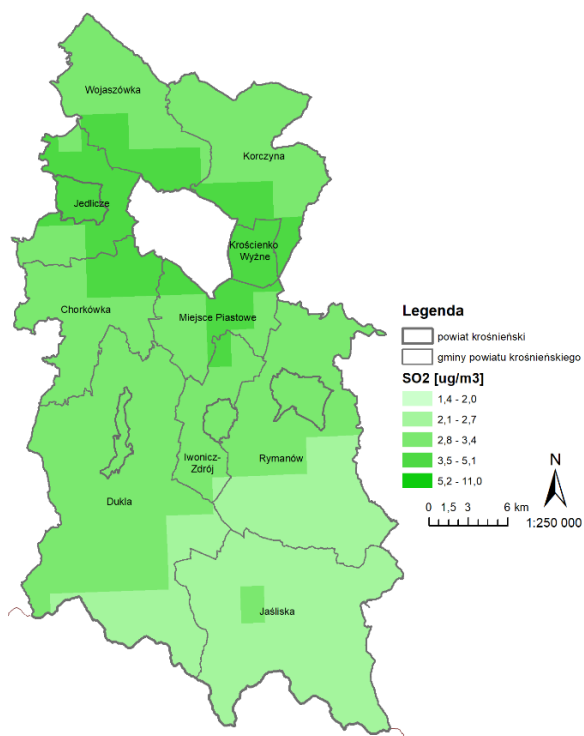 Wojaszówka
Korczyna
Jedlicze
Krościenko
Wyżne
Chorkówka
Miejsce Piastowe
Iwonicz-
Zdrój
Rymanów
Dukla
Jaśliska
Legenda
powiat krośnieński
gminy powiatu krośnieńskiego
SO2 [ug/m3]
1,4 - 2,0
2,1 - 2,7
2,8 - 3,4
3,5 - 5,1
5,2 - 11,0
N
0 1,5 3 6 km
1:250 000